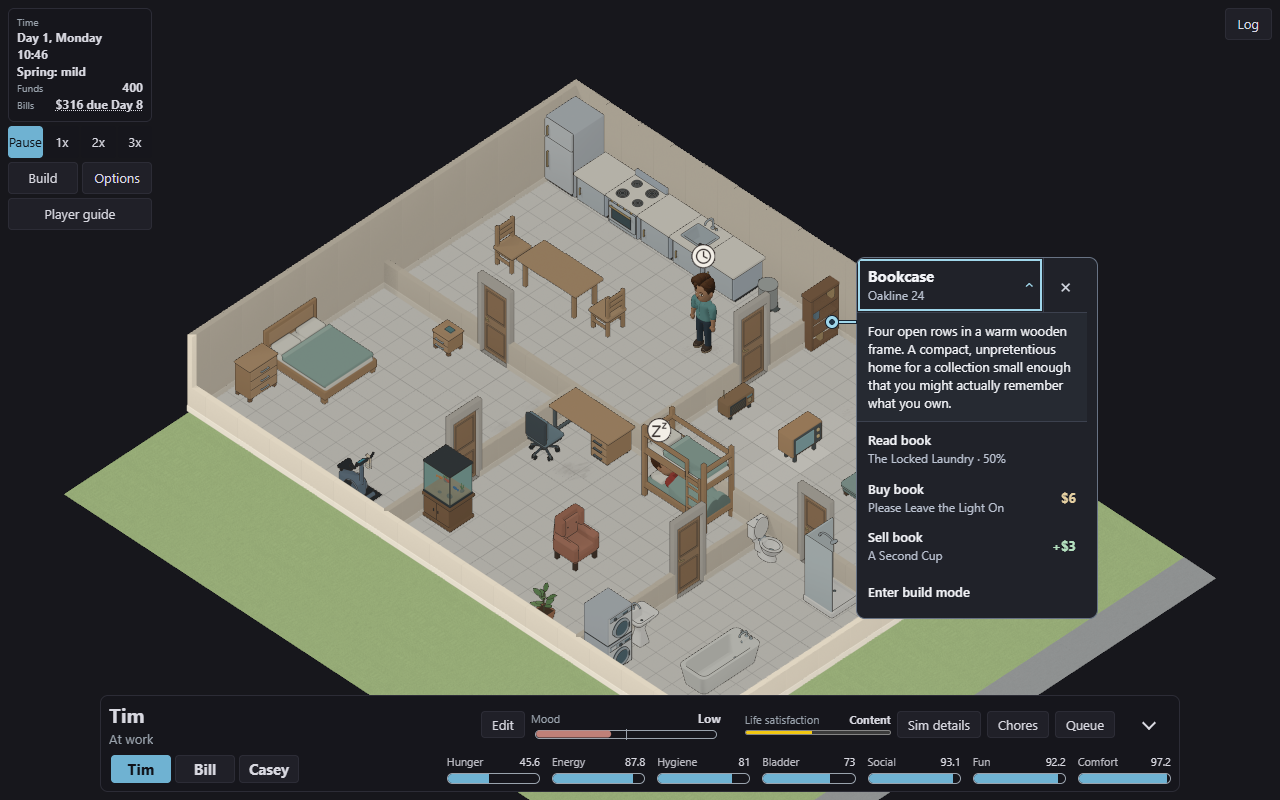 Time
Day 1, Monday
10:46
Spring: mild
Funds 400
Bills $316 due Day 8
Pause 1x 2x 3x
Build Options
Player guide
Log
Bookcase
Oakline 24
Four open rows in a warm wooden
frame. A compact, unpretentious
home for a collection small enough
that you might actually remember
what you own.
Read book
The Locked Laundry · 50%
Buy book
Please Leave the Light On
$6
Sell book
A Second Cup
+$3
Enter build mode
Zz
Tim
At work
Edit
Mood Low
Life satisfaction Content
Sim details Chores Queue
Tim Bill Casey
Hunger 45.6 Energy 87.8 Hygiene 81 Bladder 73 Social 93.1 Fun 92.2 Comfort 97.2